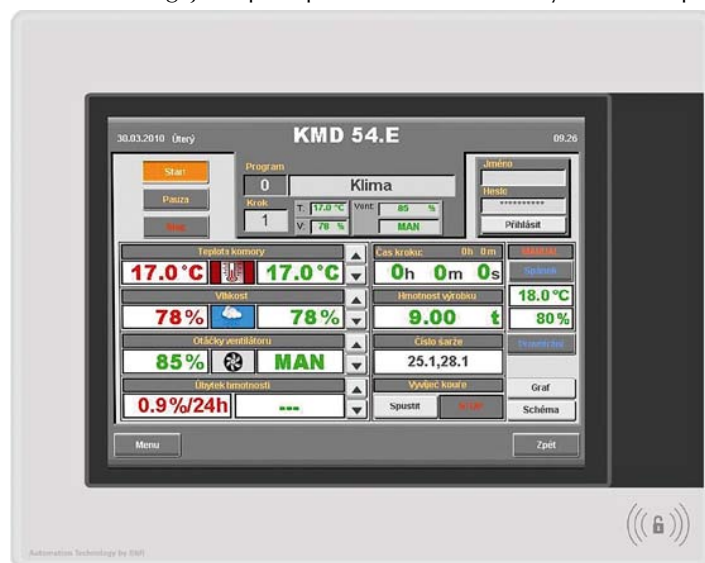 30.03.2010 Úterý KMD 54.E 09.26
Start
Pauza
Program
0 Klima
Krok
1
T: 17.0 °C Vent 85 %
V: 78 % MAN
Jméno
Heslo
**********
Přihlásit
Teplota komory
17.0 °C 17.0 °C
Vlhkost
78 % 78 %
Otáčky ventilátoru
85 % MAN
Úbytek hmotnosti
0.9 %/24h ---
Čas kroku: 0h 0m
0h 0m 0s
Hmotnost výrobku
9.00 t
Číslo šarže
25.1,28.1
Vyvíječ kouře
Spustit STOP
MANUAL
Spánek
18.0 °C
80 %
Graf
Schéma
Menu Zpět
Automation Technology by B&R